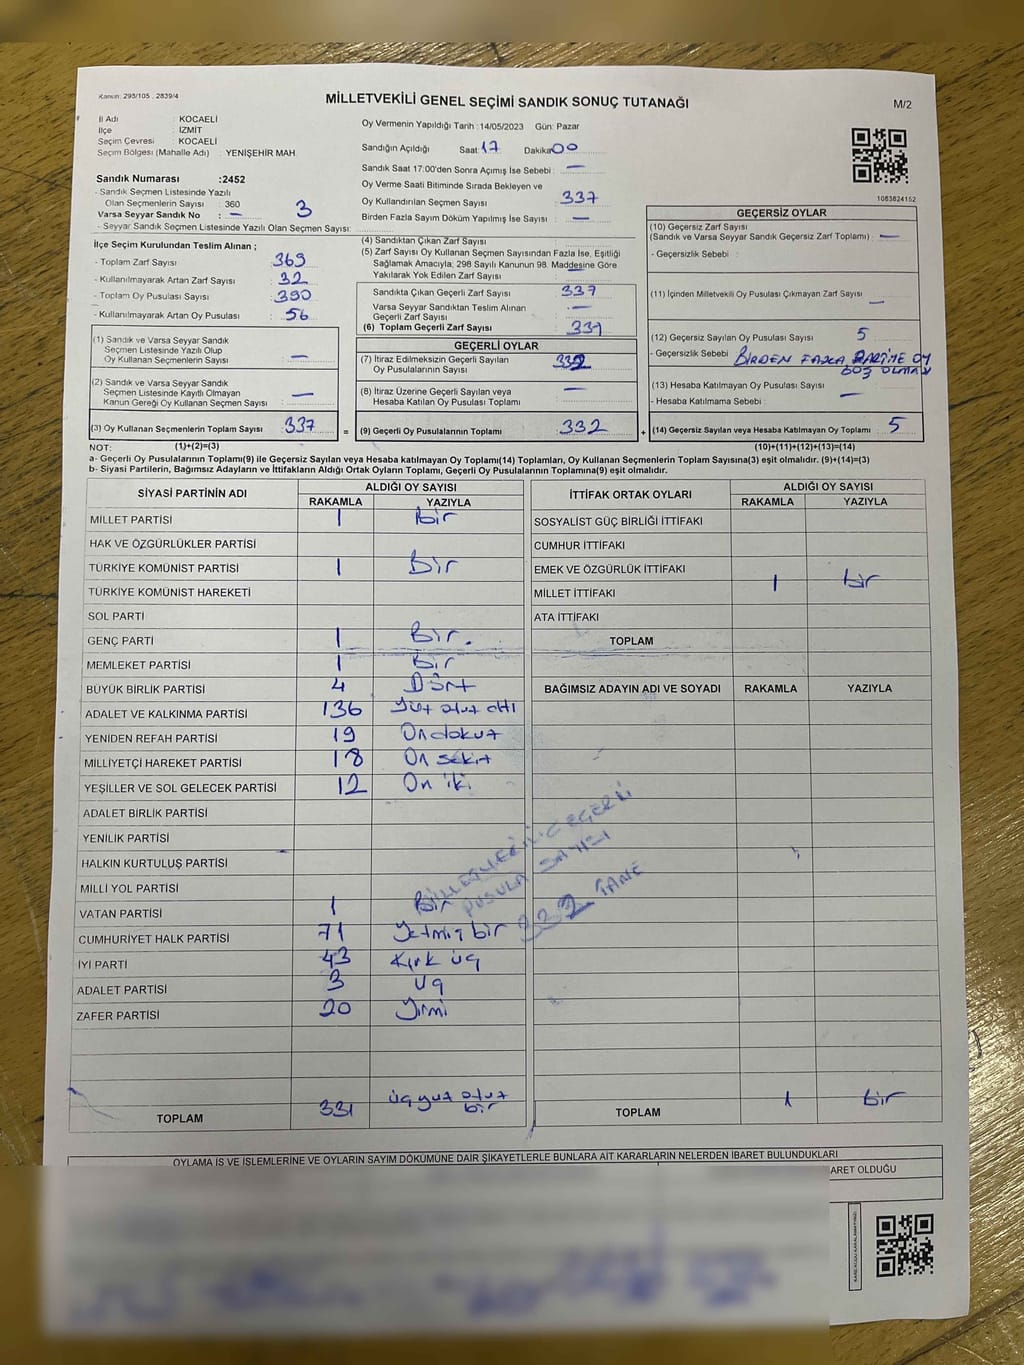 Kanun: 298/105 , 2839/4
MİLLETVEKİLİ GENEL SEÇİMİ SANDIK SONUÇ TUTANAĞI
M/2
İl Adı : KOCAELİ
İlçe : İZMİT
Seçim Çevresi : KOCAELİ
Seçim Bölgesi (Mahalle Adı) : YENİŞEHİR MAH.
Oy Vermenin Yapıldığı Tarih :14/05/2023 Gün: Pazar
Sandığın Açıldığı Saat: 17 Dakika: 00
Sandık Saat 17:00'den Sonra Açımış İse Sebebi : —
Oy Verme Saati Bitiminde Sırada Bekleyen ve
Oy Kullandırılan Seçmen Sayısı : 337
Birden Fazla Sayım Döküm Yapılmış İse Sayısı : —
1083824152
Sandık Numarası :2452
- Sandık Seçmen Listesinde Yazılı
Olan Seçmenlerin Sayısı : 360
Varsa Seyyar Sandık No : — 3
- Seyyar Sandık Seçmen Listesinde Yazılı Olan Seçmen Sayısı:
İlçe Seçim Kurulundan Teslim Alınan ;
- Toplam Zarf Sayısı : 369
- Kullanılmayarak Artan Zarf Sayısı : 32
- Toplam Oy Pusulası Sayısı : 390
- Kullanılmayarak Artan Oy Pusulası : 56
(4) Sandıktan Çıkan Zarf Sayısı :
(5) Zarf Sayısı Oy Kullanan Seçmen Sayısından Fazla İse, Eşitliği
Sağlamak Amacıyla; 298 Sayılı Kanunun 98. Maddesine Göre
Yakılarak Yok Edilen Zarf Sayısı : —
Sandıkta Çıkan Geçerli Zarf Sayısı : 337
Varsa Seyyar Sandıktan Teslim Alınan
Geçerli Zarf Sayısı : —
(6) Toplam Geçerli Zarf Sayısı : 337
GEÇERSİZ OYLAR
(10) Geçersiz Zarf Sayısı
(Sandık ve Varsa Seyyar Sandık Geçersiz Zarf Toplamı) : —
- Geçersizlik Sebebi :
(11) İçinden Milletvekili Oy Pusulası Çıkmayan Zarf Sayısı : —
(12) Geçersiz Sayılan Oy Pusulası Sayısı : 5
- Geçersizlik Sebebi : BİRDEN FAZLA PARTİYE OY
BOŞ OLMASI
(13) Hesaba Katılmayan Oy Pusulası Sayısı :
- Hesaba Katılmama Sebebi : —
(14) Geçersiz Sayılan veya Hesaba Katılmayan Oy Toplamı : 5
(1) Sandık ve Varsa Seyyar Sandık
Seçmen Listesinde Yazılı Olup
Oy Kullanan Seçmenlerin Sayısı : —
(2) Sandık ve Varsa Seyyar Sandık
Seçmen Listesinde Kayıtlı Olmayan
Kanun Gereği Oy Kullanan Seçmen Sayısı : —
(3) Oy Kullanan Seçmenlerin Toplam Sayısı : 337 =
GEÇERLİ OYLAR
(7) İtiraz Edilmeksizin Geçerli Sayılan
Oy Pusulalarının Sayısı : 332
(8) İtiraz Üzerine Geçerli Sayılan veya
Hesaba Katılan Oy Pusulası Toplamı : —
(9) Geçerli Oy Pusulalarının Toplamı : 332 +
NOT: (1)+(2)=(3) (10)+(11)+(12)+(13)=(14)
a- Geçerli Oy Pusulalarının Toplamı(9) ile Geçersiz Sayılan veya Hesaba Katılmayan Oy Toplamı(14) Toplamları, Oy Kullanan Seçmenlerin Toplam Sayısına(3) eşit olmalıdır. (9)+(14)=(3)
b- Siyasi Partilerin, Bağımsız Adayların ve İttifakların Aldığı Ortak Oyların Toplamı, Geçerli Oy Pusulalarının Toplamına(9) eşit olmalıdır.
SİYASİ PARTİNİN ADI ALDIĞI OY SAYISI
RAKAMLA YAZIYLA
MİLLET PARTİSİ 1 bir
HAK VE ÖZGÜRLÜKLER PARTİSİ
TÜRKİYE KOMÜNİST PARTİSİ 1 Bir
TÜRKİYE KOMÜNİST HAREKETİ
SOL PARTİ
GENÇ PARTİ 1 Bir.
MEMLEKET PARTİSİ 1 Bir
BÜYÜK BİRLİK PARTİSİ 4 Dört
ADALET VE KALKINMA PARTİSİ 136 Yüz otuz altı
YENİDEN REFAH PARTİSİ 19 On dokuz
MİLLİYETÇİ HAREKET PARTİSİ 18 On sekiz
YEŞİLLER VE SOL GELECEK PARTİSİ 12 On iki
ADALET BİRLİK PARTİSİ
YENİLİK PARTİSİ
HALKIN KURTULUŞ PARTİSİ
MİLLİ YOL PARTİSİ
VATAN PARTİSİ 1 Bir
CUMHURİYET HALK PARTİSİ 71 Yetmiş bir
İYİ PARTİ 43 Kırk üç
ADALET PARTİSİ 3 Üç
ZAFER PARTİSİ 20 Yirmi
TOPLAM 331 üç yüz otuz bir
İTTİFAK ORTAK OYLARI ALDIĞI OY SAYISI
RAKAMLA YAZIYLA
SOSYALİST GÜÇ BİRLİĞİ İTTİFAKI
CUMHUR İTTİFAKI
EMEK VE ÖZGÜRLÜK İTTİFAKI
MİLLET İTTİFAKI 1 bir
ATA İTTİFAKI
TOPLAM
BAĞIMSIZ ADAYIN ADI VE SOYADI RAKAMLA YAZIYLA
MİLLETVEKİLİ GEÇERLİ
PUSULA SAYISI
332 TANE
TOPLAM 1 bir
OYLAMA İŞ VE İŞLEMLERİNE VE OYLARIN SAYIM DÖKÜMÜNE DAİR ŞİKAYETLERLE BUNLARA AİT KARARLARIN NELERDEN İBARET BULUNDUKLARI
ARET OLDUĞU